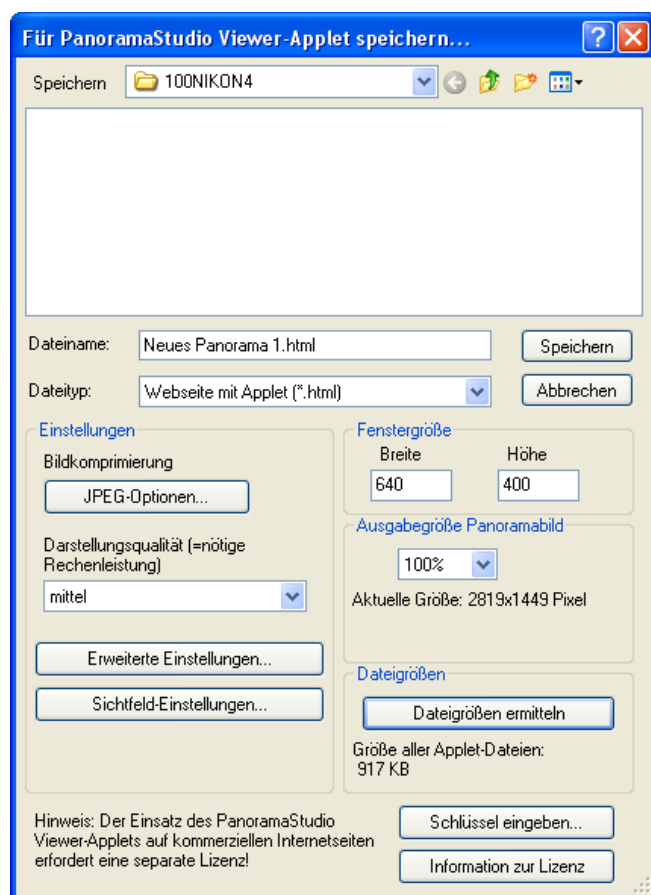 Für PanoramaStudio Viewer-Applet speichern...
Speichern
100NIKON4
Dateiname:
Neues Panorama 1.html
Speichern
Dateityp:
Webseite mit Applet (*.html)
Abbrechen
Einstellungen
Bildkomprimierung
JPEG-Optionen...
Darstellungsqualität (=nötige
Rechenleistung)
mittel
Erweiterte Einstellungen...
Sichtfeld-Einstellungen...
Fenstergröße
Breite
Höhe
640
400
Ausgabegröße Panoramabild
100%
Aktuelle Größe: 2819x1449 Pixel
Dateigrößen
Dateigrößen ermitteln
Größe aller Applet-Dateien:
917 KB
Hinweis: Der Einsatz des PanoramaStudio
Viewer-Applets auf kommerziellen Internetseiten
erfordert eine separate Lizenz!
Schlüssel eingeben...
Information zur Lizenz